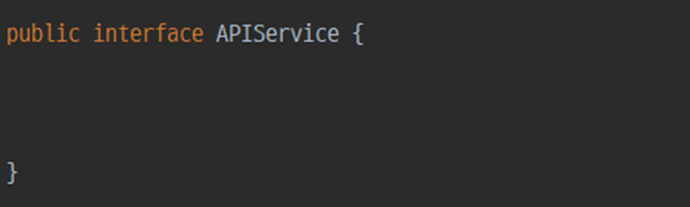 public interface APIService {
}